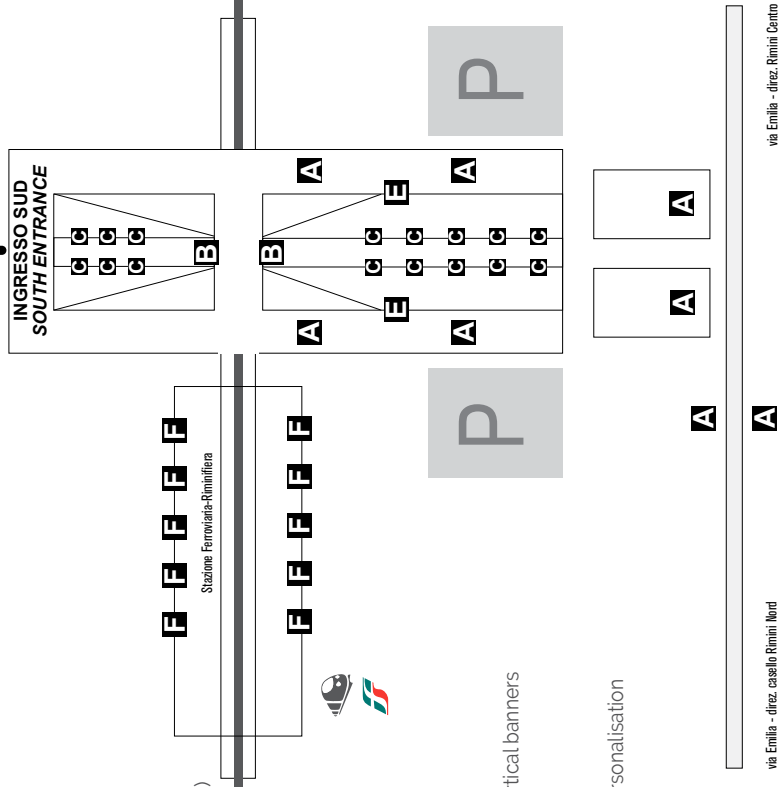 INGRESSO SUD
SOUTH ENTRANCE
C C
C C
C C
B
B
A A
E E
A A
C C
C C
C C
C C
C C
P
P
F F F F F
Stazione Ferroviaria-Riminifiera
F F F F F
)
tical banners
rsonalisation
A A
A
A
via Emilia - direz. casello Rimini Nord
via Emilia - direz. Rimini Centro